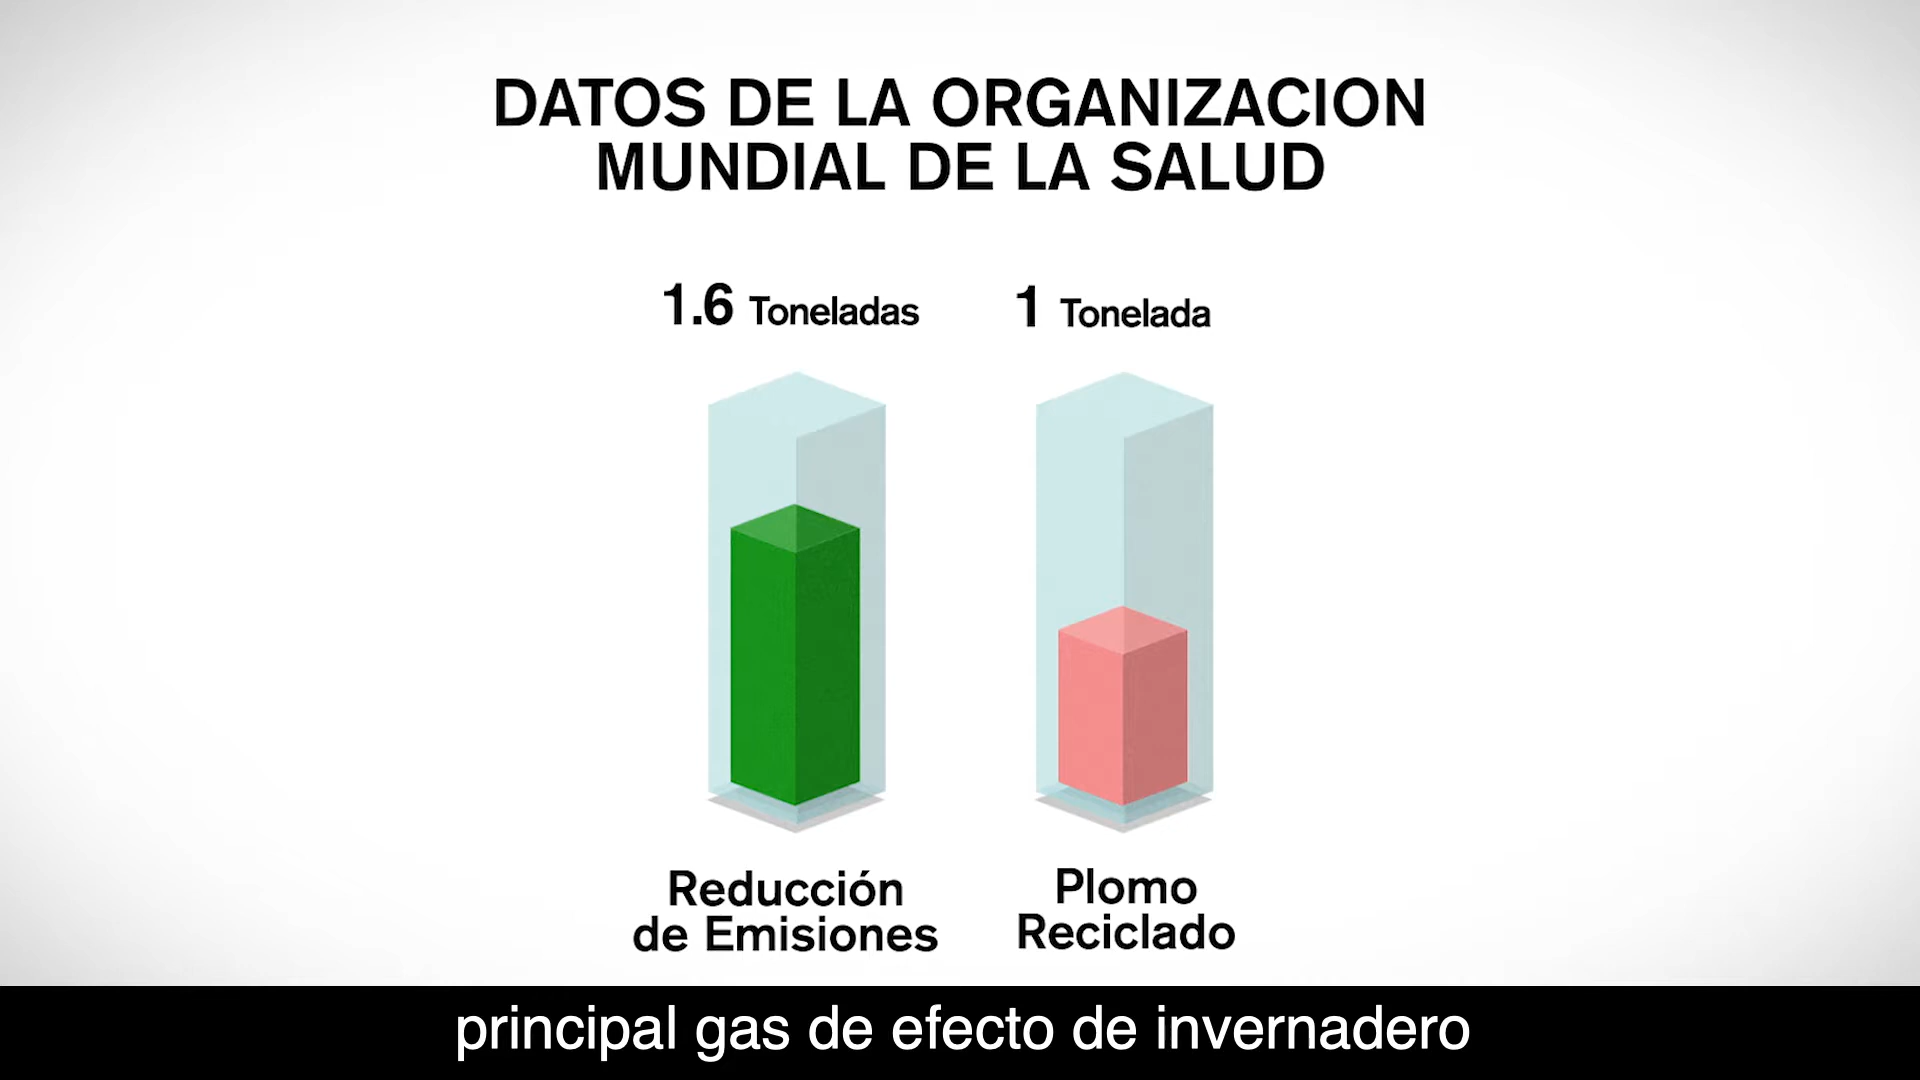 DATOS DE LA ORGANIZACION
MUNDIAL DE LA SALUD
1.6 Toneladas
1 Tonelada
Reducción
de Emisiones
Plomo
Reciclado
principal gas de efecto de invernadero